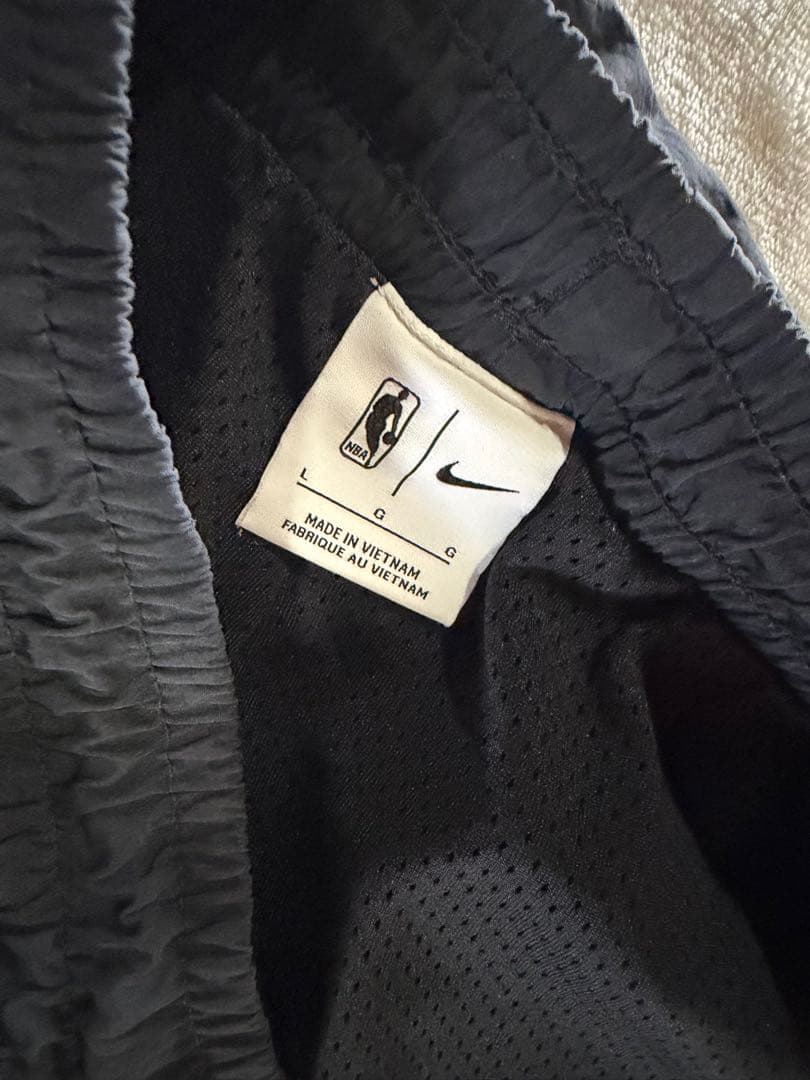 NBA
L G G
MADE IN VIETNAM
FABRIQUE AU VIETNAM